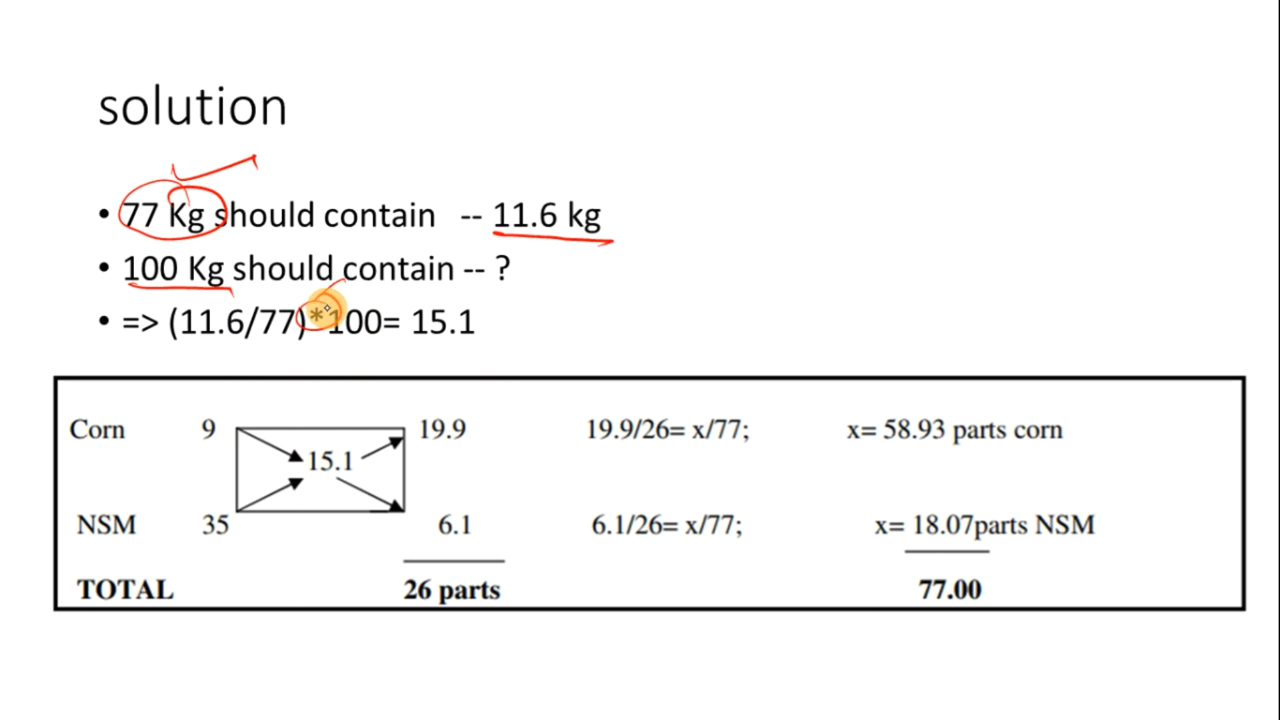 solution
• 77 Kg should contain -- 11.6 kg
• 100 Kg should contain -- ?
• => (11.6/77)*100= 15.1
Corn 9 19.9 19.9/26= x/77; x= 58.93 parts corn
15.1
NSM 35 6.1 6.1/26= x/77; x= 18.07parts NSM
TOTAL 26 parts 77.00